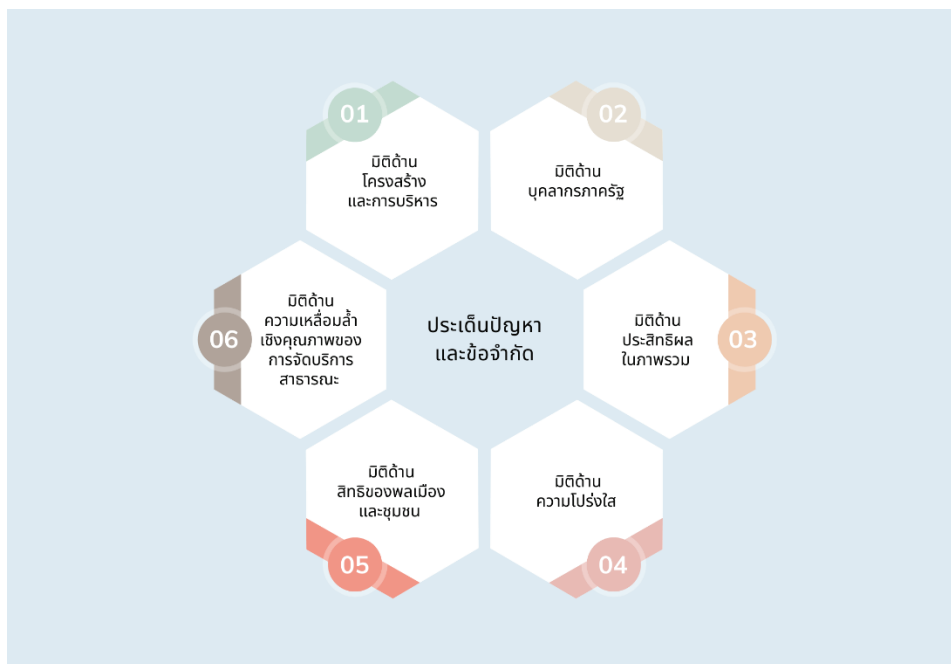 01
มิติด้าน
โครงสร้าง
และการบริหาร
02
มิติด้าน
บุคลากรภาครัฐ
03
มิติด้าน
ประสิทธิผล
ในภาพรวม
04
มิติด้าน
ความโปร่งใส
05
มิติด้าน
สิทธิของพลเมือง
และชุมชน
06
มิติด้าน
ความเหลื่อมล้ำ
เชิงคุณภาพของ
การจัดบริการ
สาธารณะ
ประเด็นปัญหา
และข้อจำกัด